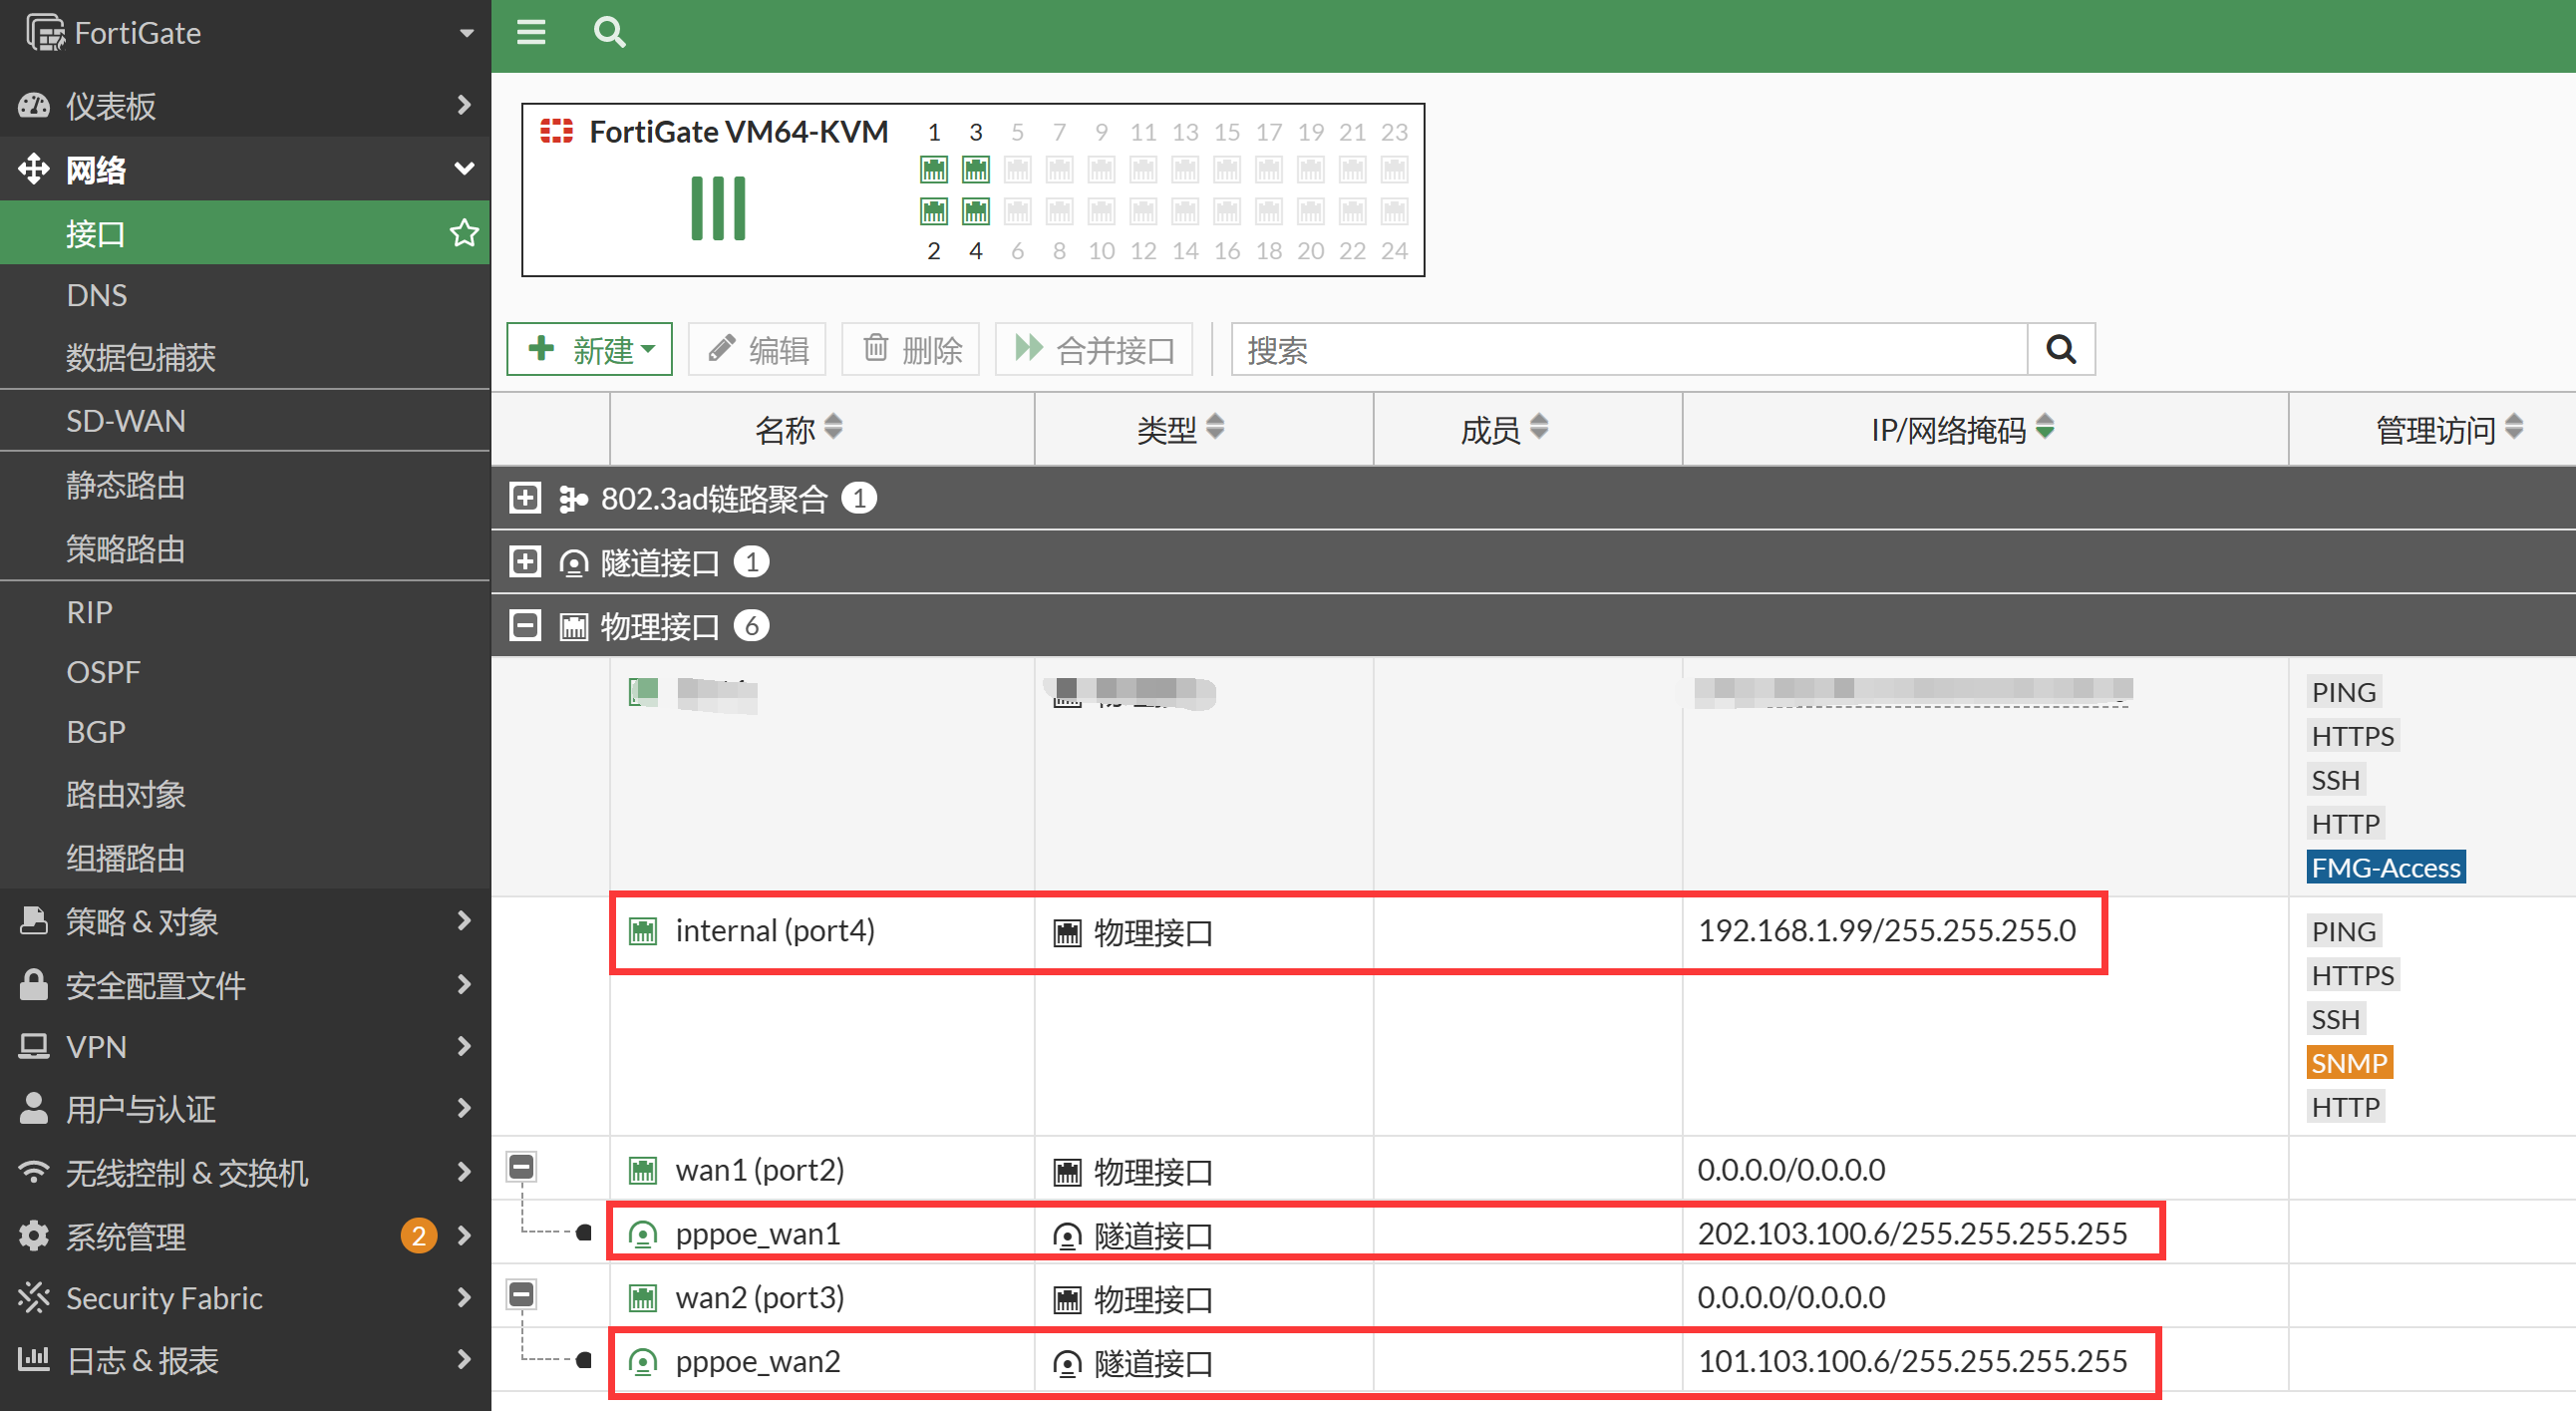 FortiGate
仪表板
网络
接口
DNS
数据包捕获
SD-WAN
静态路由
策略路由
RIP
OSPF
BGP
路由对象
组播路由
策略 & 对象
安全配置文件
VPN
用户与认证
无线控制 & 交换机
系统管理 2
Security Fabric
日志 & 报表
FortiGate VM64-KVM
1 3 5 7 9 11 13 15 17 19 21 23
2 4 6 8 10 12 14 16 18 20 22 24
新建 编辑 删除 合并接口 搜索
名称 类型 成员 IP/网络掩码 管理访问
802.3ad链路聚合 1
隧道接口 1
物理接口 6
PING
HTTPS
SSH
HTTP
FMG-Access
internal (port4) 物理接口 192.168.1.99/255.255.255.0 PING
HTTPS
SSH
SNMP
HTTP
wan1 (port2) 物理接口 0.0.0.0/0.0.0.0
pppoe_wan1 隧道接口 202.103.100.6/255.255.255.255
wan2 (port3) 物理接口 0.0.0.0/0.0.0.0
pppoe_wan2 隧道接口 101.103.100.6/255.255.255.255